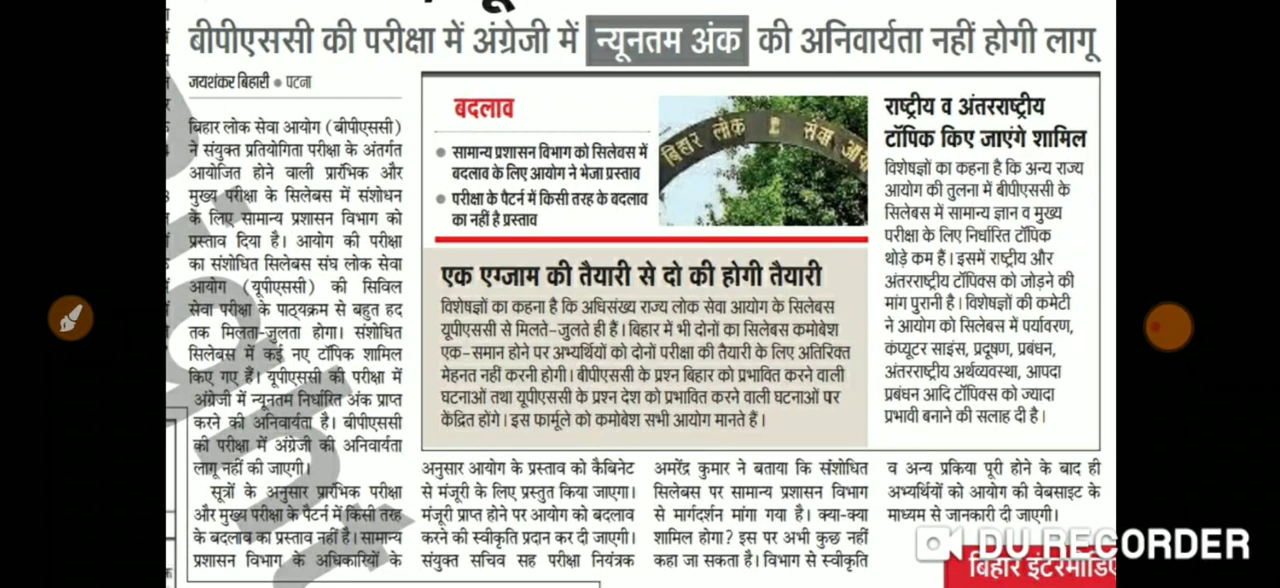 बीपीएससी की परीक्षा में अंग्रेजी में न्यूनतम अंक की अनिवार्यता नहीं होगी लागू
जयशंकर बिहारी ● पटना
बिहार लोक सेवा आयोग (बीपीएससी)
ने संयुक्त प्रतियोगिता परीक्षा के अंतर्गत
आयोजित होने वाली प्रारंभिक और
मुख्य परीक्षा के सिलेबस में संशोधन
के लिए सामान्य प्रशासन विभाग को
प्रस्ताव दिया है। आयोग की परीक्षा
का संशोधित सिलेबस संघ लोक सेवा
आयोग (यूपीएससी) की सिविल
सेवा परीक्षा के पाठ्यक्रम से बहुत हद
तक मिलता-जुलता होगा। संशोधित
सिलेबस में कई नए टॉपिक शामिल
किए गए हैं। यूपीएससी की परीक्षा में
अंग्रेजी में न्यूनतम निर्धारित अंक प्राप्त
करने की अनिवार्यता है। बीपीएससी
की परीक्षा में अंग्रेजी की अनिवार्यता
लागू नहीं की जाएगी।
सूत्रों के अनुसार प्रारंभिक परीक्षा
और मुख्य परीक्षा के पैटर्न में किसी तरह
के बदलाव का प्रस्ताव नहीं है। सामान्य
प्रशासन विभाग के अधिकारियों के
बदलाव
● सामान्य प्रशासन विभाग को सिलेवस में
बदलाव के लिए आयोग ने भेजा प्रस्ताव
● परीक्षा के पैटर्न में किसी तरह के बदलाव
का नहीं है प्रस्ताव
बिहार लोक सेवा आय
एक एग्जाम की तैयारी से दो की होगी तैयारी
विशेषज्ञों का कहना है कि अधिसंख्य राज्य लोक सेवा आयोग के सिलेबस
यूपीएससी से मिलते-जुलते ही हैं। बिहार में भी दोनों का सिलेबस कमोबेश
एक-समान होने पर अभ्यर्थियों को दोनों परीक्षा की तैयारी के लिए अतिरिक्त
मेहनत नहीं करनी होगी। बीपीएससी के प्रश्न बिहार को प्रभावित करने वाली
घटनाओं तथा यूपीएससी के प्रश्न देश को प्रभावित करने वाली घटनाओं पर
केंद्रित होंगे। इस फार्मूले को कमोबेश सभी आयोग मानते हैं।
राष्ट्रीय व अंतरराष्ट्रीय
टॉपिक किए जाएंगे शामिल
विशेषज्ञों का कहना है कि अन्य राज्य
आयोग की तुलना में बीपीएससी के
सिलेबस में सामान्य ज्ञान व मुख्य
परीक्षा के लिए निर्धारित टॉपिक
थोड़े कम हैं। इसमें राष्ट्रीय और
अंतरराष्ट्रीय टॉपिक्स को जोड़ने की
मांग पुरानी है। विशेषज्ञों की कमेटी
ने आयोग को सिलेबस में पर्यावरण,
कंप्यूटर साइंस, प्रदूषण, प्रबंधन,
अंतरराष्ट्रीय अर्थव्यवस्था, आपदा
प्रबंधन आदि टॉपिक्स को ज्यादा
प्रभावी बनाने की सलाह दी है।
अनुसार आयोग के प्रस्ताव को कैबिनेट
से मंजूरी के लिए प्रस्तुत किया जाएगा।
मंजूरी प्राप्त होने पर आयोग को बदलाव
करने की स्वीकृति प्रदान कर दी जाएगी।
संयुक्त सचिव सह परीक्षा नियंत्रक
अमरेंद्र कुमार ने बताया कि संशोधित
सिलेबस पर सामान्य प्रशासन विभाग
से मार्गदर्शन मांगा गया है। क्या-क्या
शामिल होगा? इस पर अभी कुछ नहीं
कहा जा सकता है। विभाग से स्वीकृति
व अन्य प्रकिया पूरी होने के बाद ही
अभ्यर्थियों को आयोग की वेबसाइट के
माध्यम से जानकारी दी जाएगी।
DU RECORDER
बिहार इंटरमीडिए